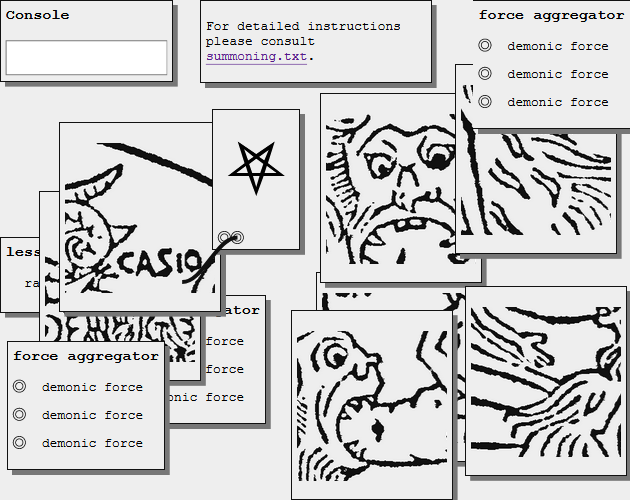 Console
For detailed instructions
please consult
summoning.txt.
force aggregator
demonic force
demonic force
demonic force
CASIO
less
ra
gator
force
force
onic force
force aggregator
demonic force
demonic force
demonic force